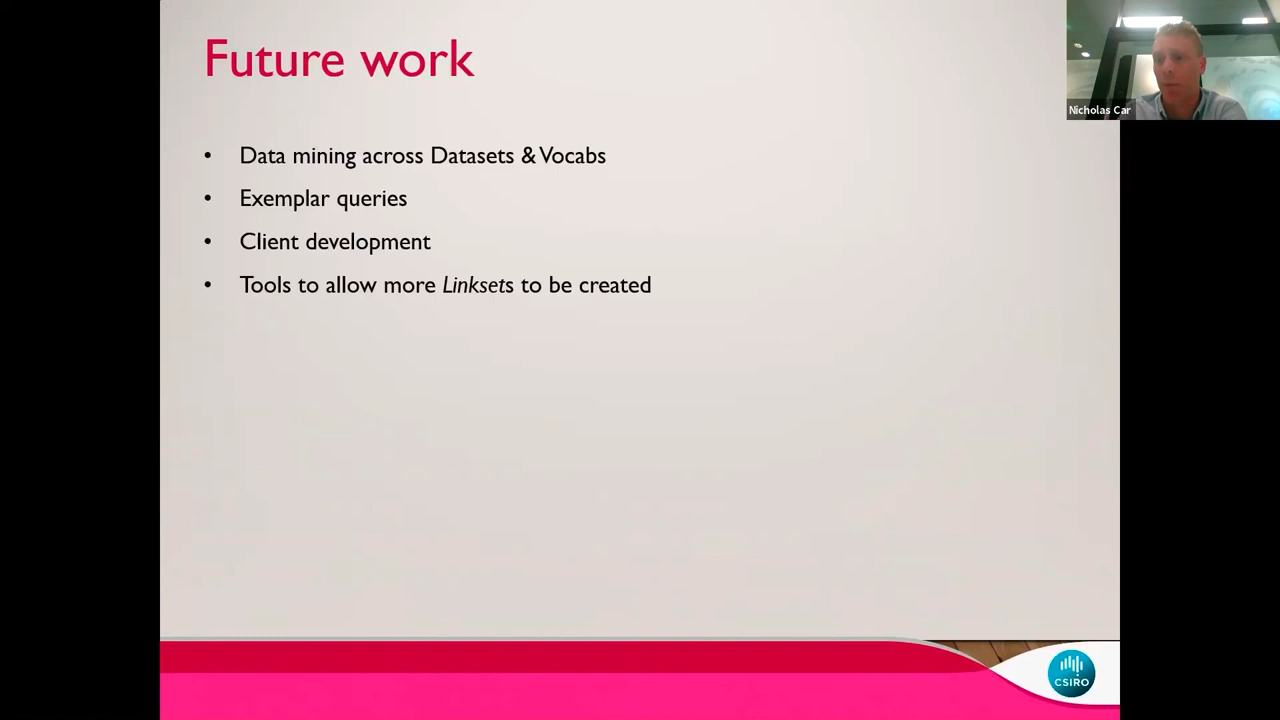 Future work
Nicholas Car
• Data mining across Datasets & Vocabs
• Exemplar queries
• Client development
• Tools to allow more Linksets to be created
CSIRO